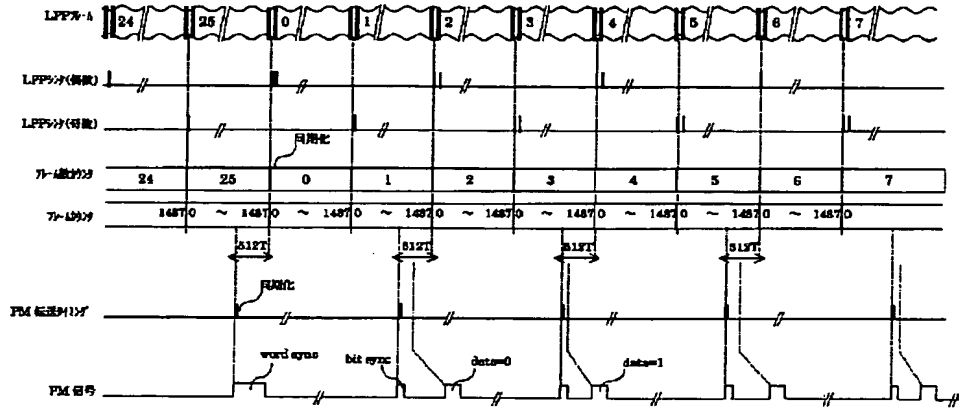 LPPフレーム 24 25 0 1 2 3 4 5 6 7
LPPシンク(偶数)
LPPシンク(奇数)
同期化
フレーム数カウンタ 24 25 0 1 2 3 4 5 6 7
フレームカウンタ 1487 0 ～ 1487 0 ～ 1487 0 ～ 1487 0 ～ 1487 0 ～ 1487 0 ～ 1487 0 ～ 1487 0 ～ 1487 0
512T 512T 512T 512T
同期化
PM 転送タイミング
word sync bit sync data=0 data=1
PM 信号